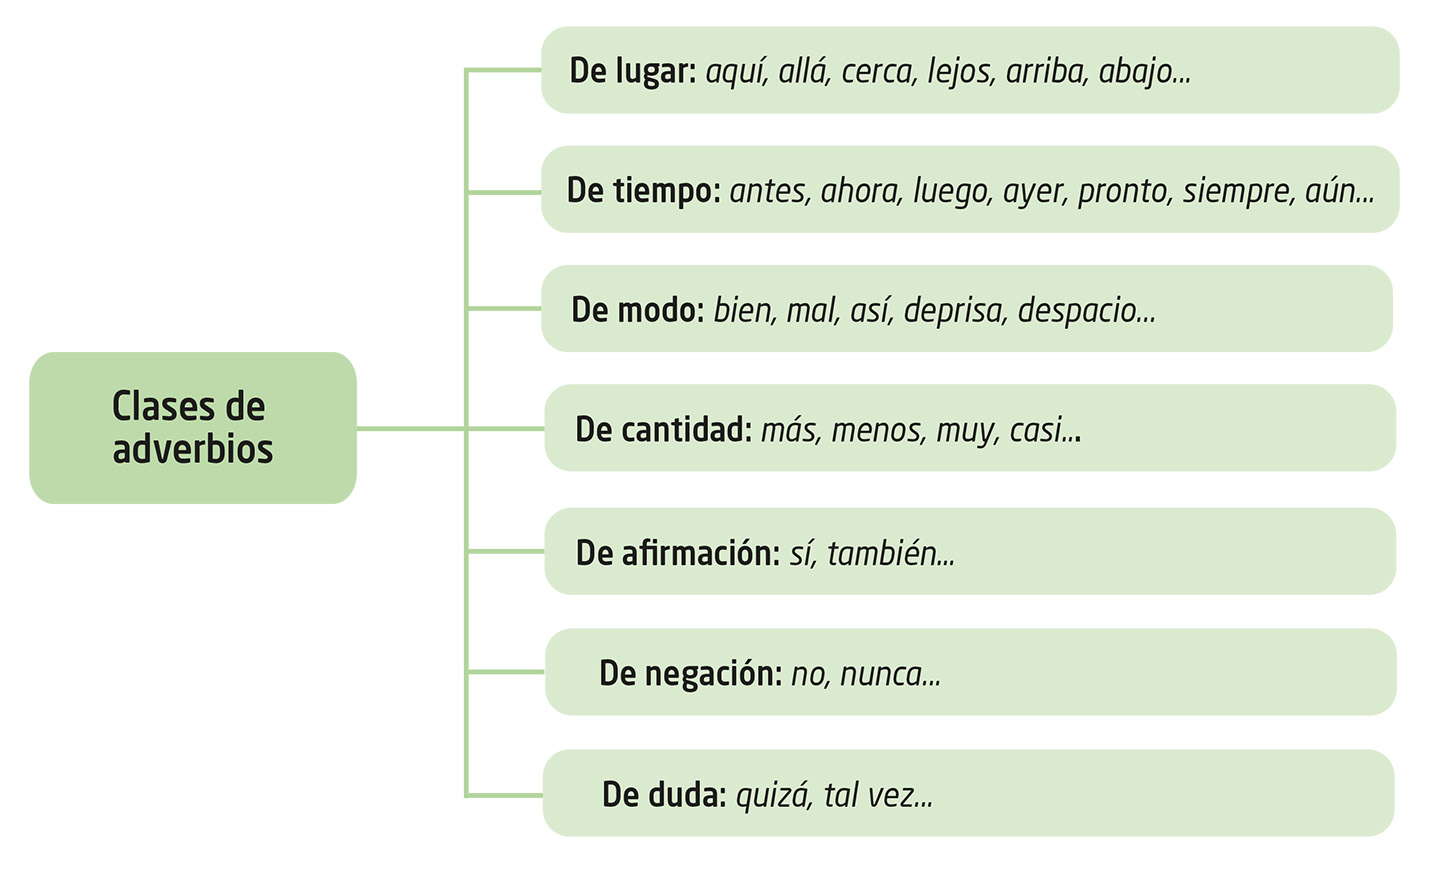 De lugar: aquí, allá, cerca, lejos, arriba, abajo...
De tiempo: antes, ahora, luego, ayer, pronto, siempre, aún...
De modo: bien, mal, así, deprisa, despacio...
Clases de
adverbios
De cantidad: más, menos, muy, casi...
De afirmación: sí, también...
De negación: no, nunca...
De duda: quizá, tal vez...